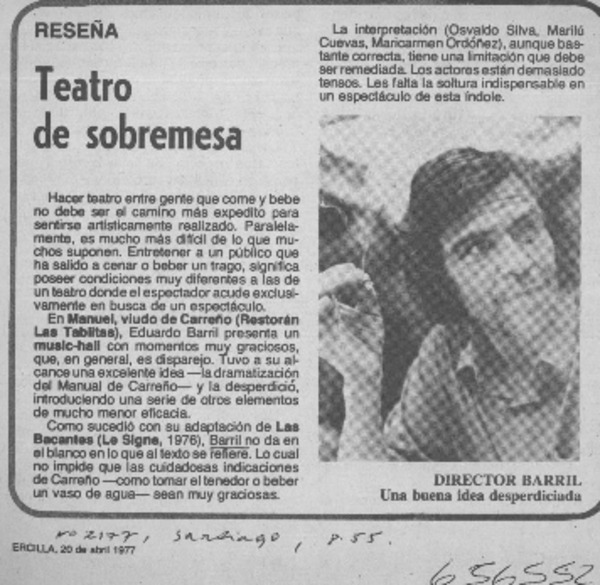 RESEÑA
Teatro
de sobremesa
Hacer teatro entre gente que come y bebe
no debe ser el camino más expedito para
sentirse artísticamente realizado. Paralela-
mente, es mucho más difícil de lo que mu-
chos suponen. Entretener a un público que
ha salido a cenar o beber un trago, significa
poseer condiciones muy diferentes a las de
un teatro donde el espectador acude exclusi-
vamente en busca de un espectáculo.
En Manuel, viudo de Carreño (Restorán
Las Tablitas), Eduardo Barril presenta un
music-hall con momentos muy graciosos,
que, en general, es disparejo. Tuvo a su al-
cance una excelente idea —la dramatización
del Manual de Carreño— y la desperdició,
introduciendo una serie de otros elementos
de mucho menor eficacia.
Como sucedió con su adaptación de Las
Bacantes (Le Signe, 1976), Barril no da en
el blanco en lo que al texto se refiere. Lo cual
no impide que las cuidadosas indicaciones
de Carreño —como tomar el tenedor o beber
un vaso de agua— sean muy graciosas.
La interpretación (Osvaldo Silva, Marilú
Cuevas, Maricarmen Ordóñez), aunque bas-
tante correcta, tiene una limitación que debe
ser remediada. Los actores están demasiado
tensos. Les falta la soltura indispensable en
un espectáculo de esta índole.
DIRECTOR BARRIL
Una buena idea desperdiciada
nº 2177, Santiago, p. 55.
ERCILLA, 20 de abril 1977
656552